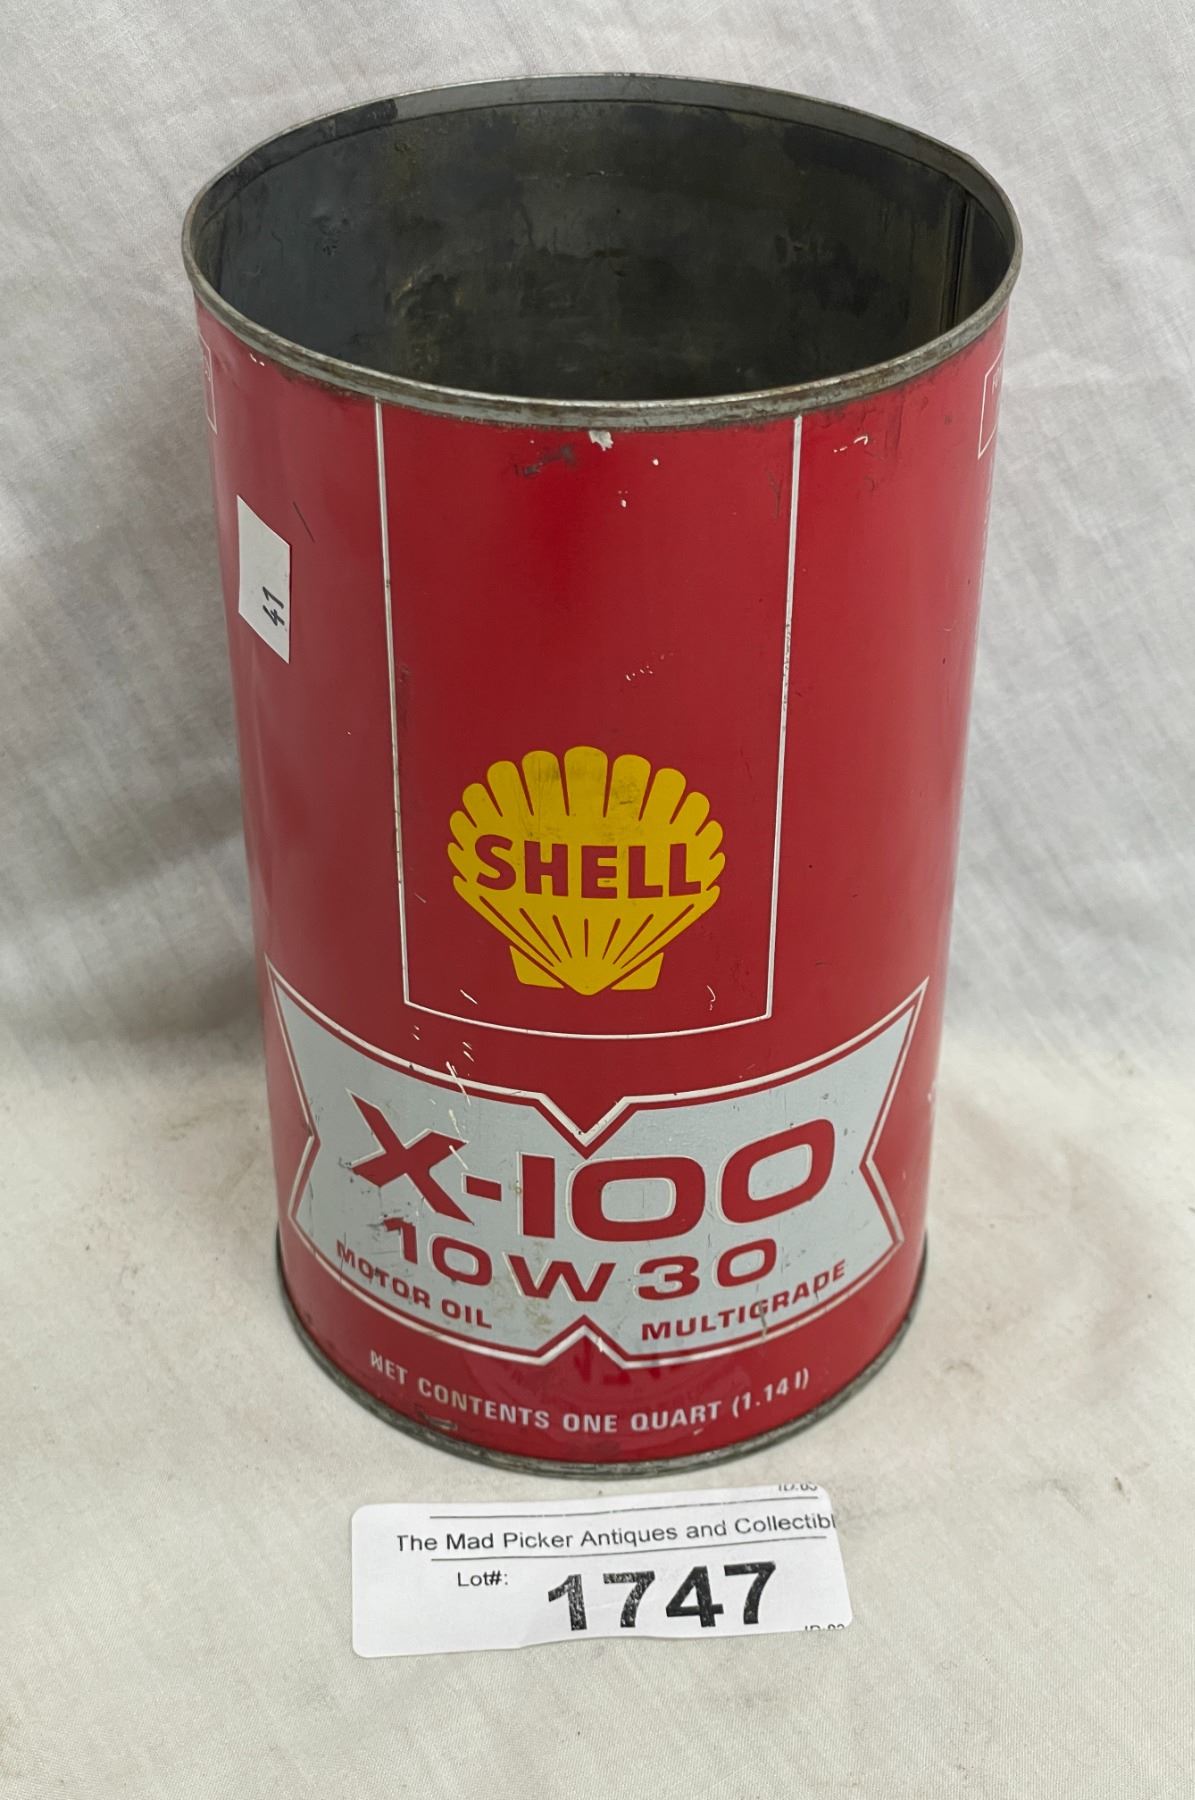 41
SHELL
X-100
10W30
MOTOR OIL MULTIGRADE
NET CONTENTS ONE QUART (1.14 l)
The Mad Picker Antiques and Collectibl
Lot#: 1747